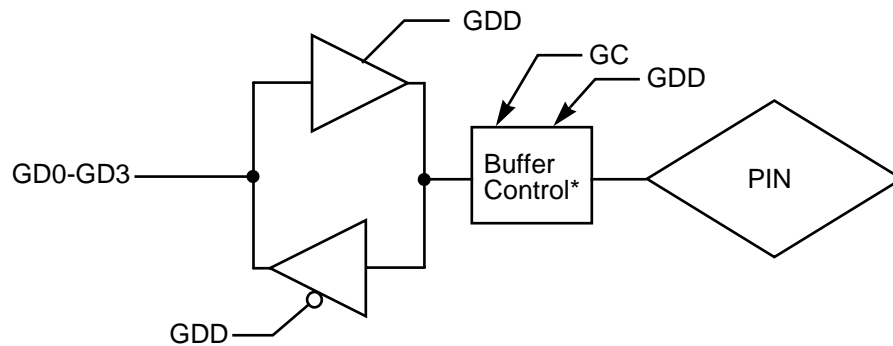 GDD
GC
GDD
GD0-GD3
Buffer
Control*
PIN
GDD